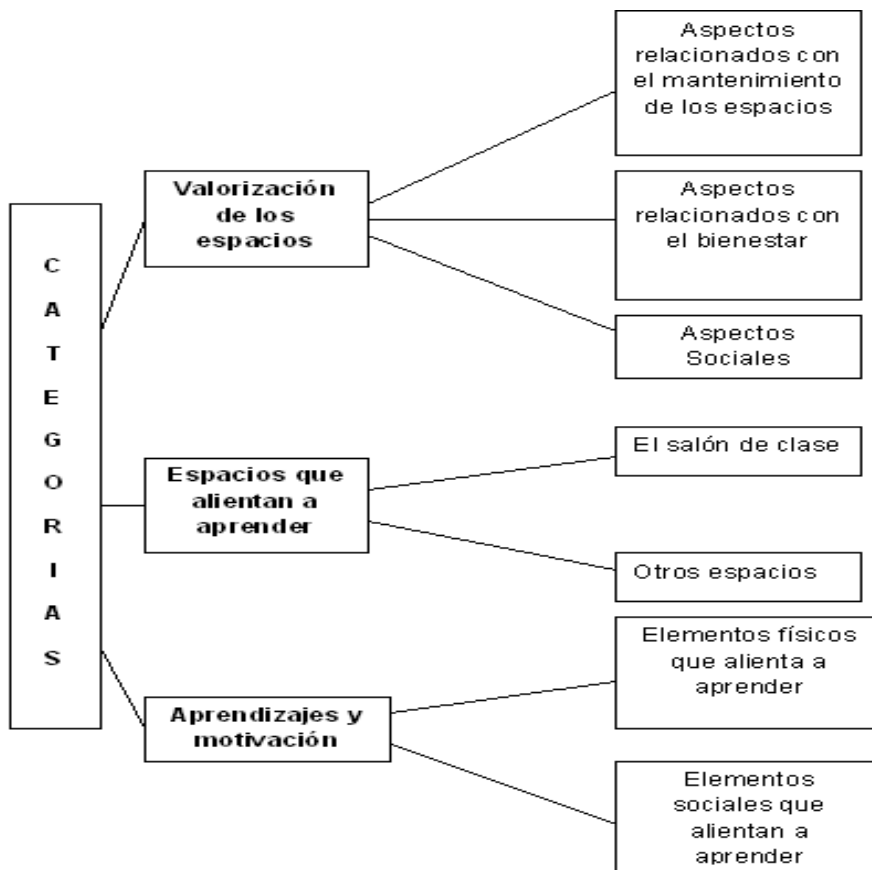 CATEGORIAS
Valorización
de los
espacios
Aspectos
relacionados con
el mantenimiento
de los espacios
Aspectos
relacionados con
el bienestar
Aspectos
Sociales
Espacios que
alientan a
aprender
El salón de clase
Otros espacios
Aprendizajes y
motivación
Elementos físicos
que alienta a
aprender
Elementos
sociales que
alientan a
aprender